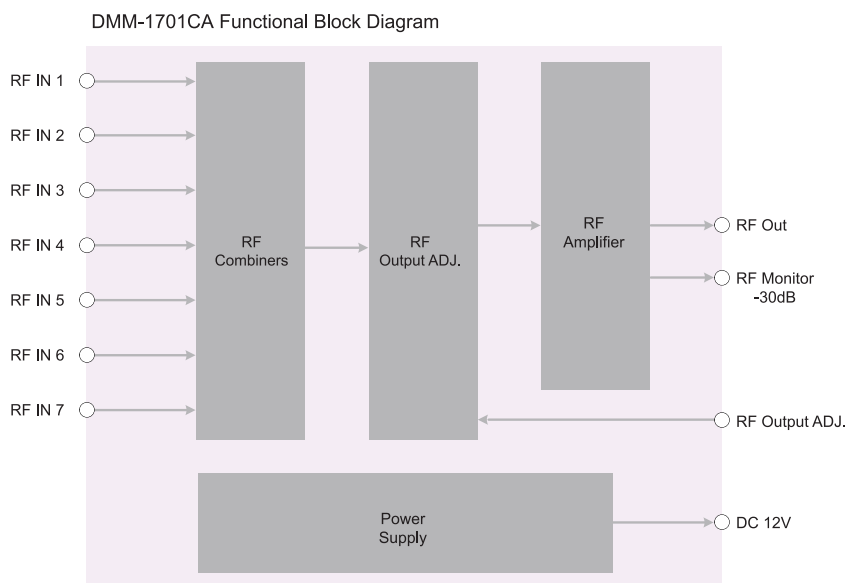 DMM-1701CA Functional Block Diagram
RF IN 1
RF IN 2
RF IN 3
RF IN 4
RF IN 5
RF IN 6
RF IN 7
RF
Combiners
RF
Output ADJ.
RF
Amplifier
RF Out
RF Monitor
-30dB
RF Output ADJ.
Power
Supply
DC 12V